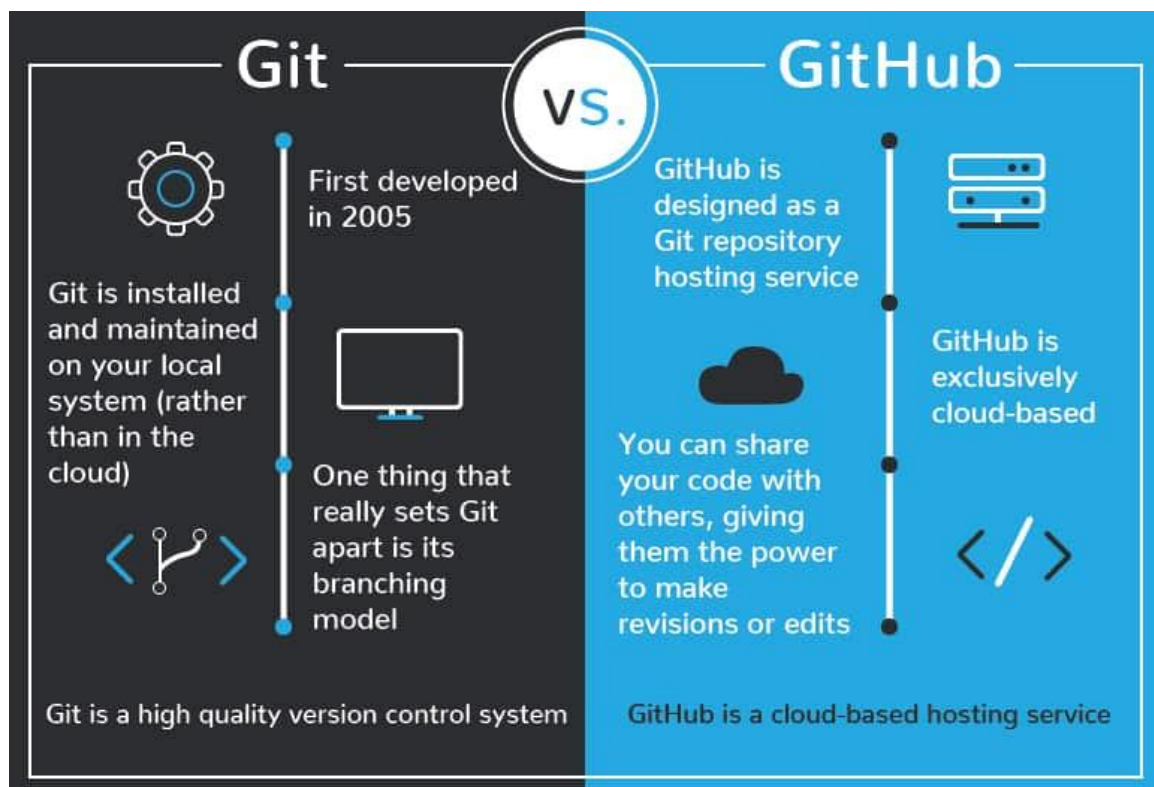 Git
vs.
GitHub
First developed
in 2005
Git is installed
and maintained
on your local
system (rather
than in the
cloud)
One thing that
really sets Git
apart is its
branching
model
Git is a high quality version control system
GitHub is
designed as a
Git repository
hosting service
GitHub is
exclusively
cloud-based
You can share
your code with
others, giving
them the power
to make
revisions or edits
GitHub is a cloud-based hosting service